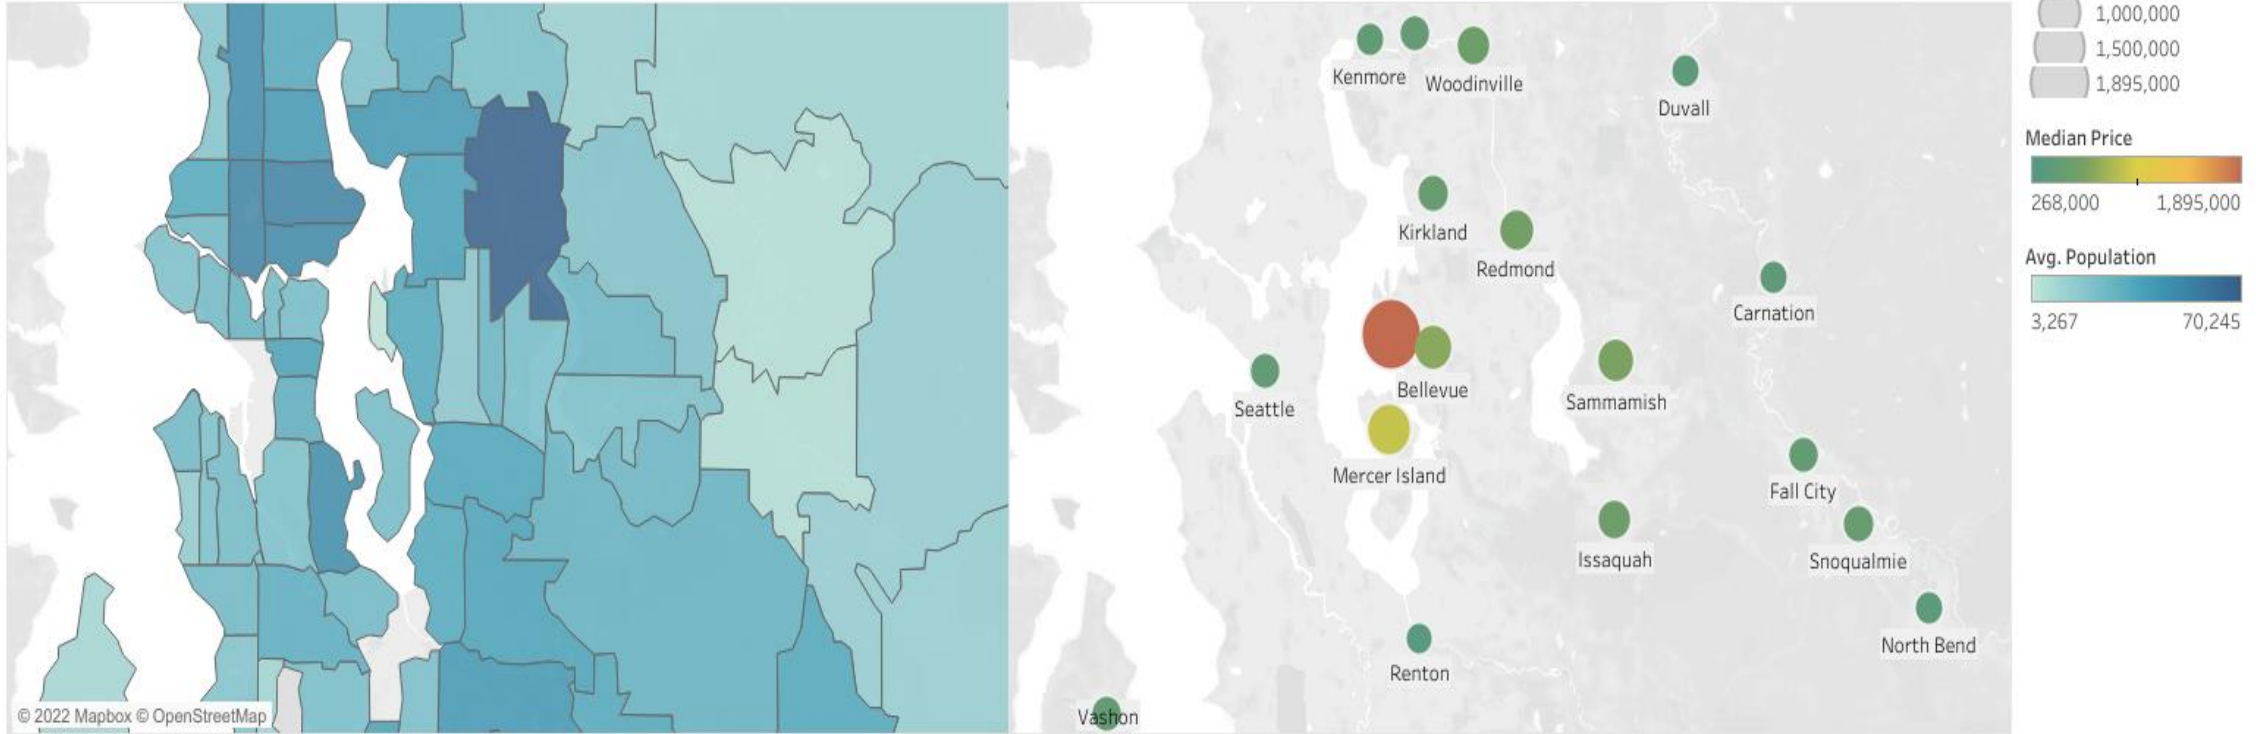 1,000,000
1,500,000
1,895,000
Median Price
268,000 1,895,000
Avg. Population
3,267 70,245
Kenmore
Woodinville
Duvall
Kirkland
Redmond
Carnation
Bellevue
Seattle
Sammamish
Mercer Island
Fall City
Issaquah
Snoqualmie
North Bend
Renton
Vashon
© 2022 Mapbox © OpenStreetMap